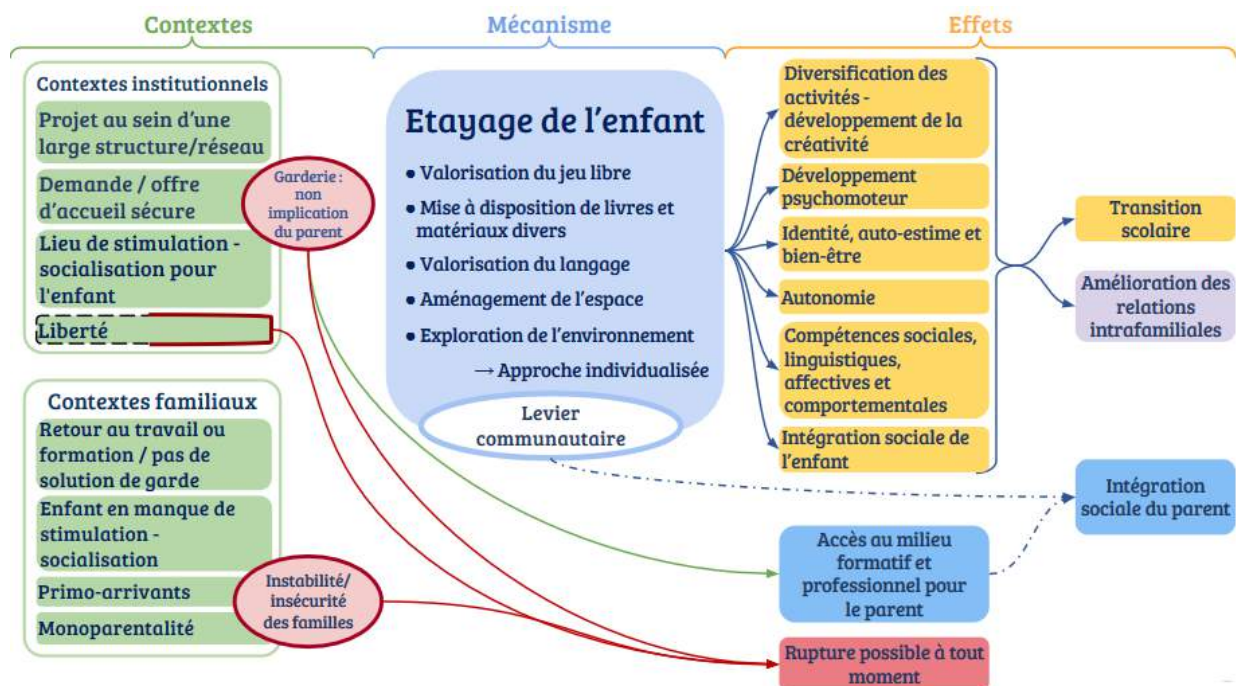 Contextes
Mécanisme
Effets
Contextes institutionnels
Projet au sein d'une
large structure/réseau
Demande / offre
d'accueil sécure
Lieu de stimulation -
socialisation pour
l'enfant
Liberté
Garderie :
non
implication
du parent
Contextes familiaux
Retour au travail ou
formation / pas de
solution de garde
Enfant en manque de
stimulation -
socialisation
Primo-arrivants
Monoparentalité
Instabilité/
insécurité
des familles
Etayage de l'enfant
● Valorisation du jeu libre
● Mise à disposition de livres et
matériaux divers
● Valorisation du langage
● Aménagement de l'espace
● Exploration de l'environnement
→ Approche individualisée
Levier
communautaire
Diversification des
activités -
développement de la
créativité
Développement
psychomoteur
Identité, auto-estime et
bien-être
Autonomie
Compétences sociales,
linguistiques,
affectives et
comportementales
Intégration sociale de
l'enfant
Accès au milieu
formatif et
professionnel pour
le parent
Rupture possible à tout
moment
Transition
scolaire
Amélioration des
relations
intrafamiliales
Intégration
sociale du parent